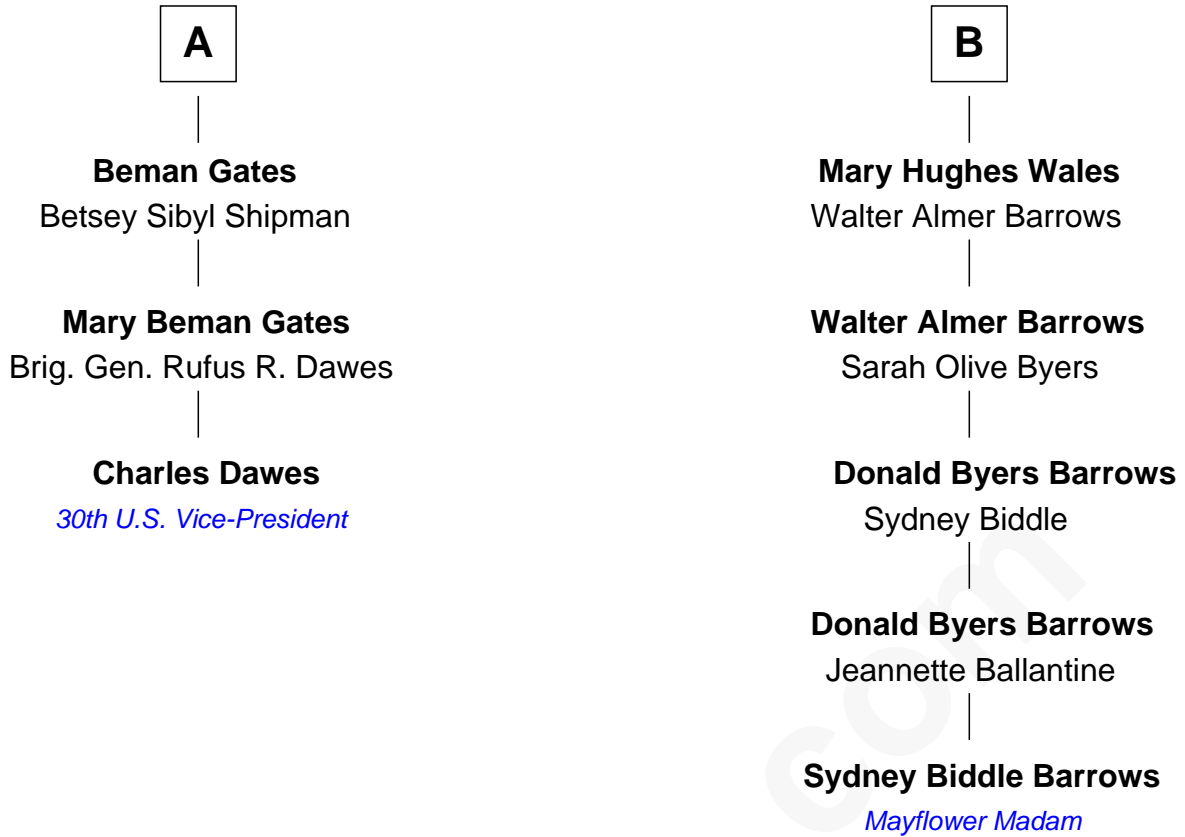 A
Beman Gates
Betsey Sibyl Shipman
Mary Beman Gates
Brig. Gen. Rufus R. Dawes
Charles Dawes
30th U.S. Vice-President
B
Mary Hughes Wales
Walter Almer Barrows
Walter Almer Barrows
Sarah Olive Byers
Donald Byers Barrows
Sydney Biddle
Donald Byers Barrows
Jeannette Ballantine
Sydney Biddle Barrows
Mayflower Madam
com